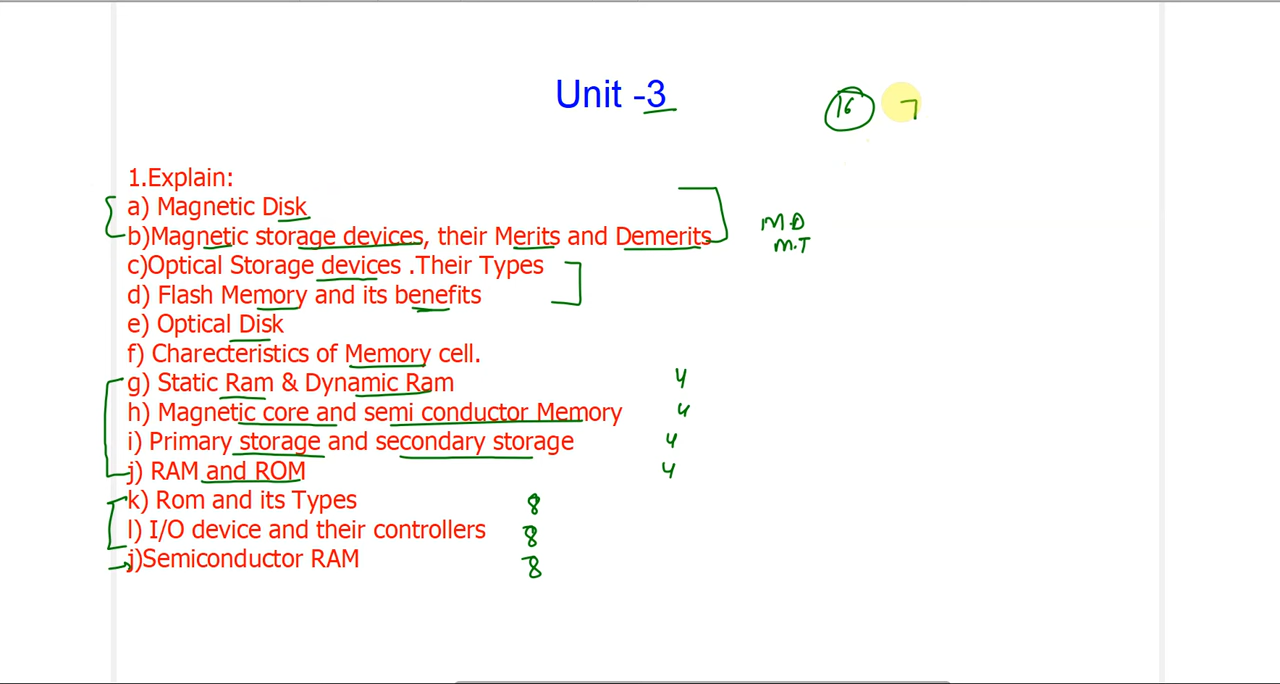 Unit -3
16 7
1.Explain:
a) Magnetic Disk
b)Magnetic storage devices, their Merits and Demerits
M D
M.T
c)Optical Storage devices .Their Types
d) Flash Memory and its benefits
e) Optical Disk
f) Charecteristics of Memory cell.
g) Static Ram & Dynamic Ram 4
h) Magnetic core and semi conductor Memory 4
i) Primary storage and secondary storage 4
j) RAM and ROM 4
k) Rom and its Types 8
l) I/O device and their controllers 8
j)Semiconductor RAM 8